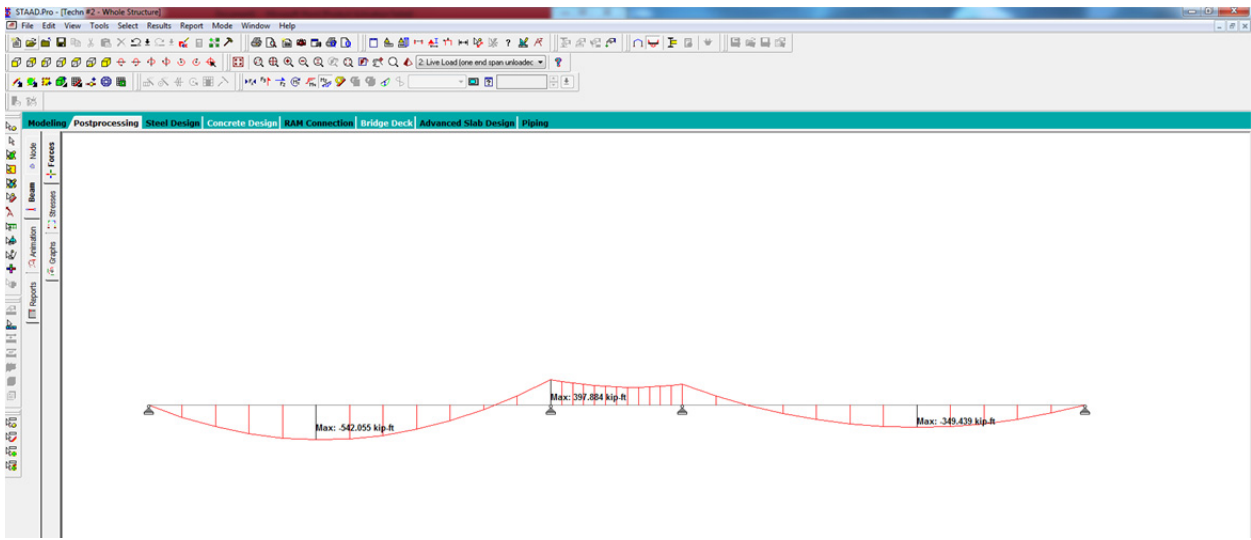 STAAD.Pro - [Techn #2 - Whole Structure]
File Edit View Tools Select Results Report Mode Window Help
2: Live Load (one end span unloaded
Modeling Postprocessing Steel Design Concrete Design RAM Connection Bridge Deck Advanced Slab Design Piping
Node
Beam
Animation
Reports
Forces
Stresses
Graphs
Max: 397.884 kip-ft
Max: -542.055 kip-ft
Max: -349.439 kip-ft